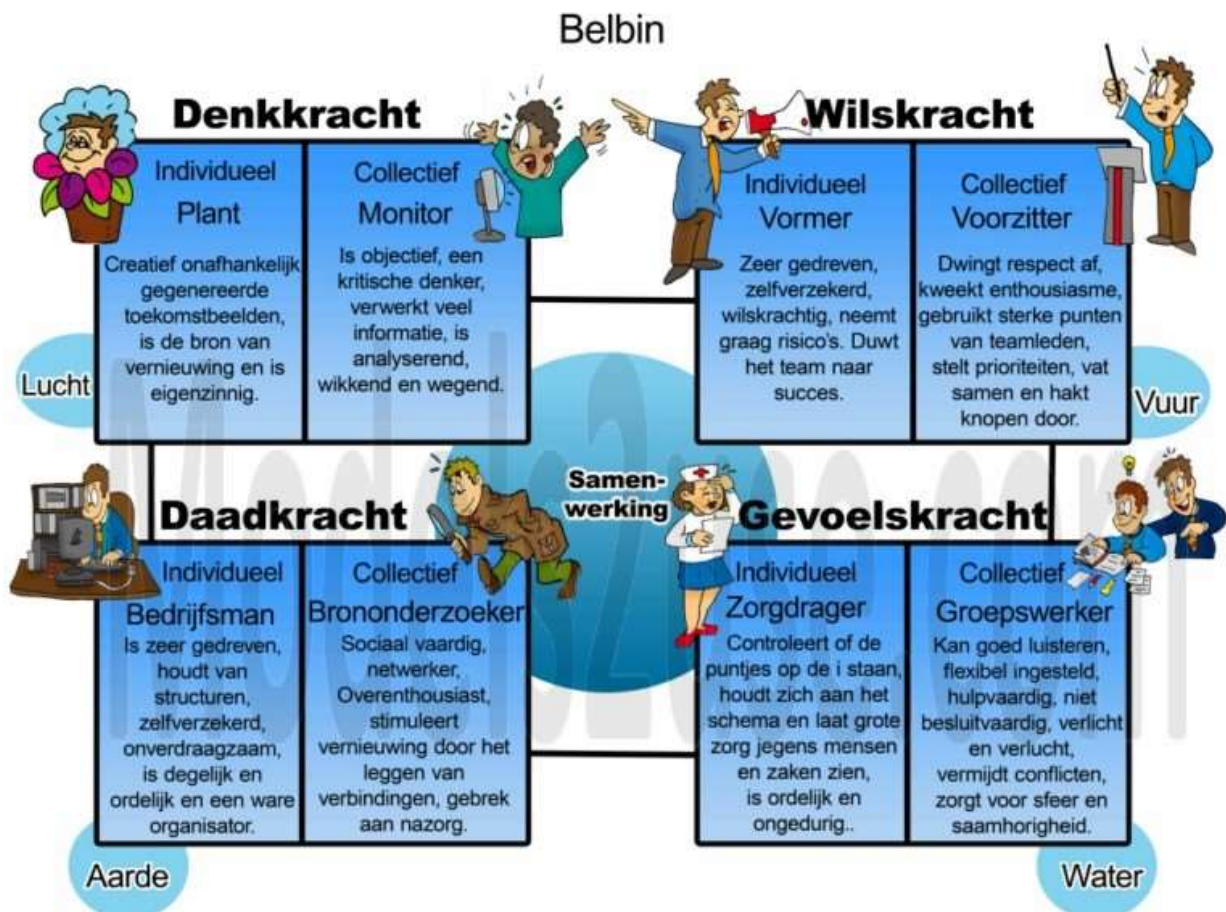 Belbin
Denkkracht
Individueel
Plant
Creatief onafhankelijk
gegenereerde
toekomstbeelden,
is de bron van
vernieuwing en is
eigenzinnig.
Collectief
Monitor
Is objectief, een
kritische denker,
verwerkt veel
informatie, is
analyserend,
wikkend en wegend.
Lucht
Wilskracht
Individueel
Vormer
Zeer gedreven,
zelfverzekerd,
wilskrachtig, neemt
graag risico's. Duwt
het team naar
succes.
Collectief
Voorzitter
Dwingt respect af,
kweekt enthousiasme,
gebruikt sterke punten
van teamleden,
stelt prioriteiten, vat
samen en hakt
knopen door.
Vuur
Samen-
werking
Daadkracht
Individueel
Bedrijfsman
Is zeer gedreven,
houdt van
structuren,
zelfverzekerd,
onverdraagzaam,
is degelijk en
ordelijk en een ware
organisator.
Collectief
Brononderzoeker
Sociaal vaardig,
netwerker,
Overenthousiast,
stimuleert
vernieuwing door het
leggen van
verbindingen, gebrek
aan nazorg.
Aarde
Gevoelskracht
Individueel
Zorgdrager
Controleert of de
puntjes op de i staan,
houdt zich aan het
schema en laat grote
zorg jegens mensen
en zaken zien,
is ordelijk en
ongedurig..
Collectief
Groepswerker
Kan goed luisteren,
flexibel ingesteld,
hulpvaardig, niet
besluitvaardig, verlicht
en verlucht,
vermijdt conflicten,
zorgt voor sfeer en
saamhorigheid.
Water